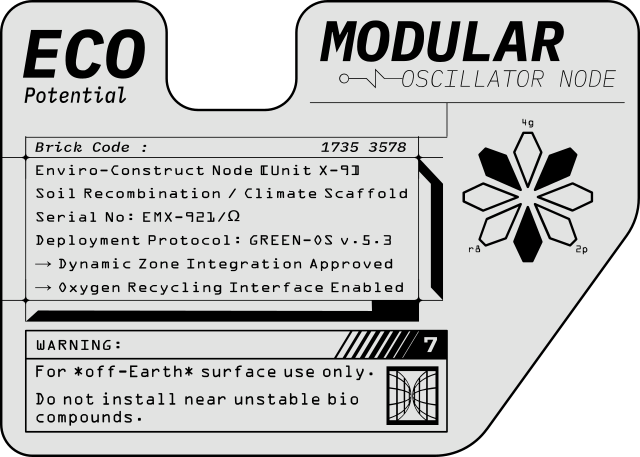 ECO
Potential
MODULAR
OSCILLATOR NODE
Brick Code : 1735 3578
Enviro-Construct Node [Unit X-9]
Soil Recombination / Climate Scaffold
Serial No: EMX-921/Ω
Deployment Protocol: GREEN-OS v.5.3
→ Dynamic Zone Integration Approved
→ Oxygen Recycling Interface Enabled
4g
rβ
2p
WARNING: 7
For *off-Earth* surface use only.
Do not install near unstable bio
compounds.